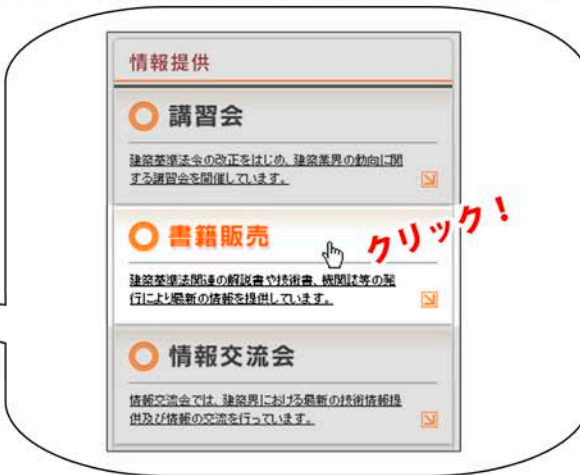 情報提供
講習会
建築基準法令の改正をはじめ、建築業界の動向に関
する講習会を開催しています。
書籍販売
クリック！
建築基準法関連の解説書や技術書、機関誌等の発
行により最新の情報を提供しています。
情報交流会
情報交流会では、建築界における最新の技術情報提
供及び情報の交流を行っています。